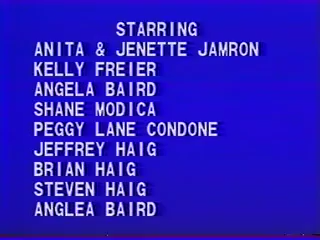 STARRING
ANITA & JENETTE JAMRON
KELLY FREIER
ANGELA BAIRD
SHANE MODICA
PEGGY LANE CONDONE
JEFFREY HAIG
BRIAN HAIG
STEVEN HAIG
ANGLEA BAIRD